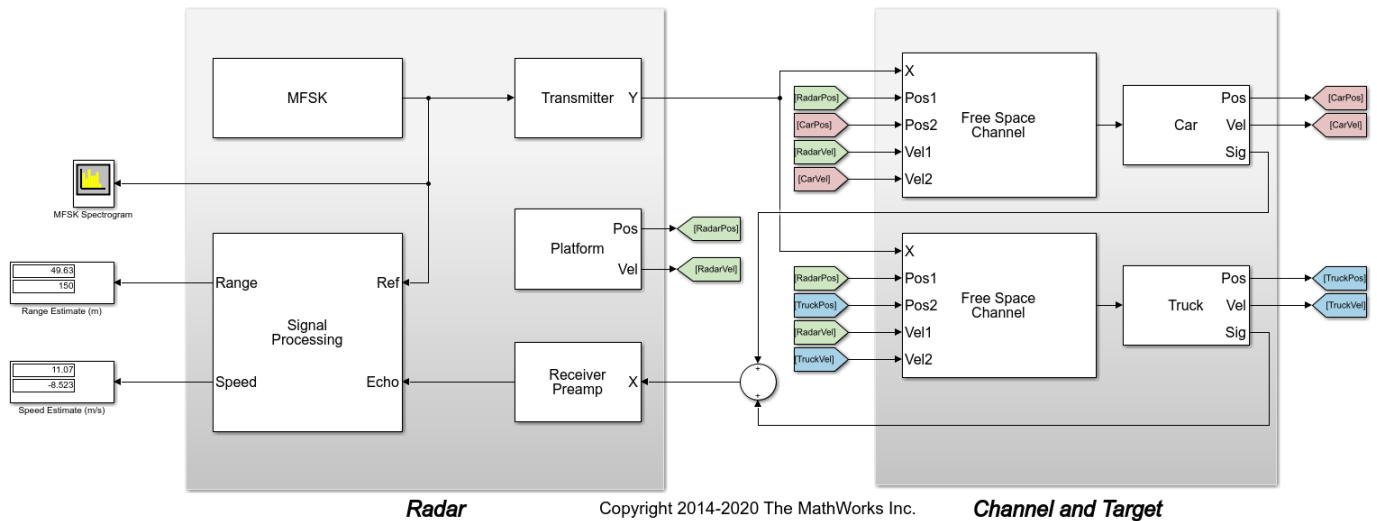 MFSK
Transmitter
Y
MFSK Spectrogram
Platform
Pos
Vel
[RadarPos]
[RadarVel]
49.63
150
Range Estimate (m)
11.07
-8.523
Speed Estimate (m/s)
Range
Ref
Signal
Processing
Speed
Echo
Receiver
Preamp
X
+
+
[RadarPos]
[CarPos]
[RadarVel]
[CarVel]
X
Pos1
Pos2
Vel1
Vel2
Free Space
Channel
Car
Pos
Vel
Sig
[CarPos]
[CarVel]
[RadarPos]
[TruckPos]
[RadarVel]
[TruckVel]
X
Pos1
Pos2
Vel1
Vel2
Free Space
Channel
Truck
Pos
Vel
Sig
[TruckPos]
[TruckVel]
Radar
Copyright 2014-2020 The MathWorks Inc.
Channel and Target